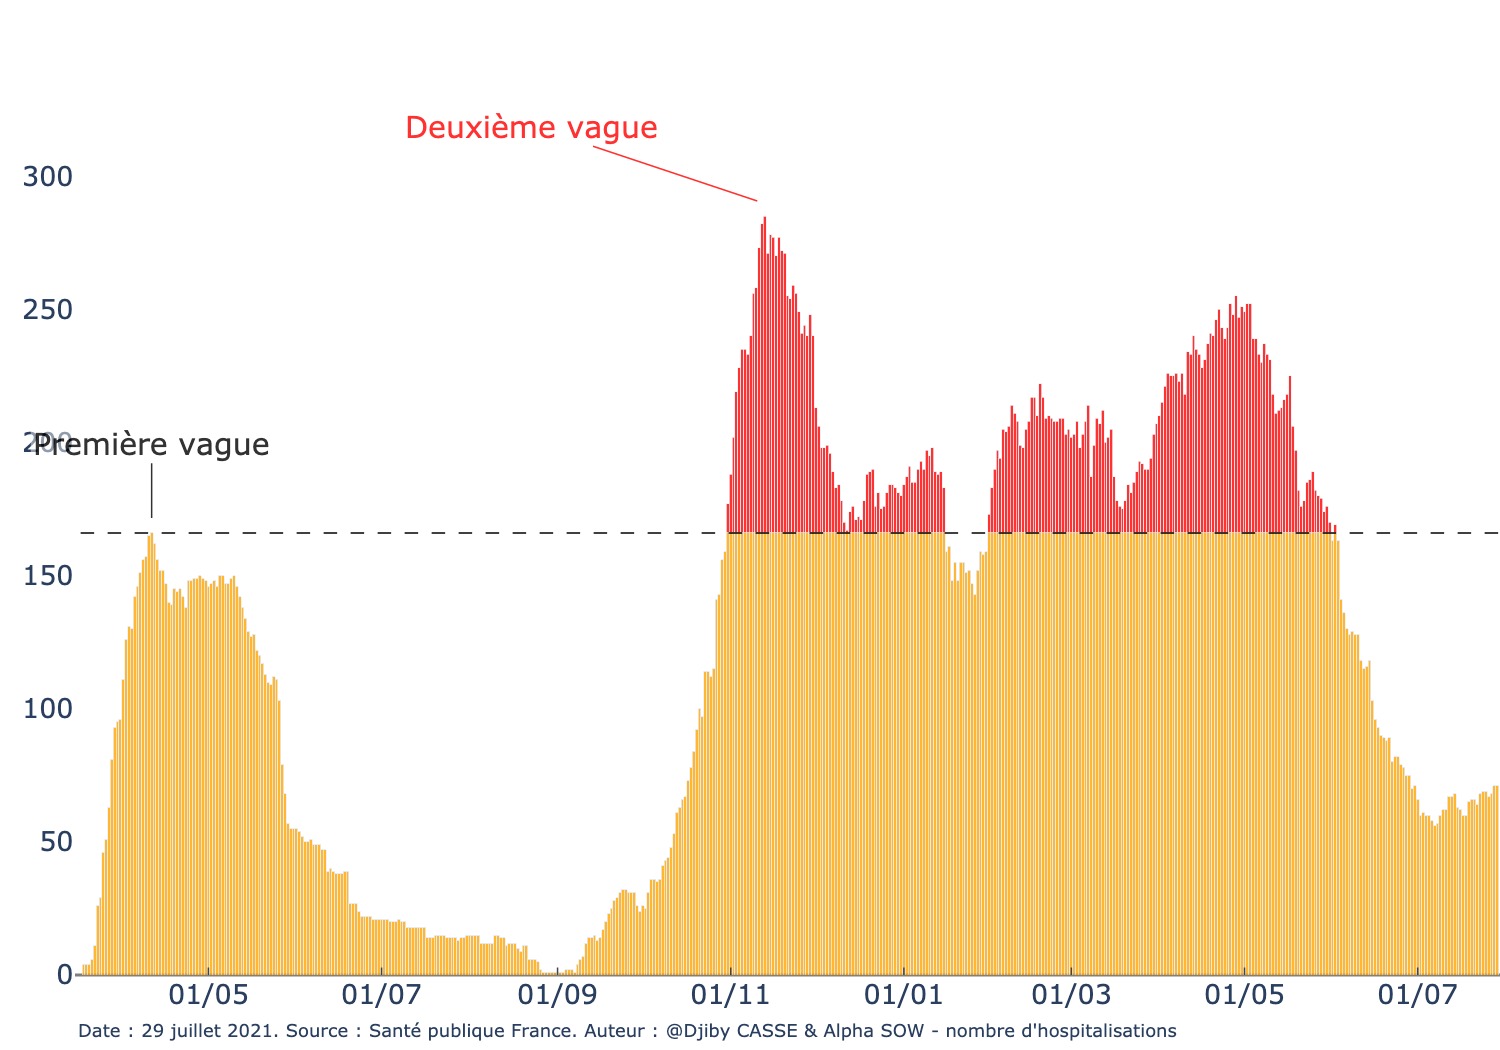 Deuxième vague
300
250
200
Première vague
150
100
50
0
01/05 01/07 01/09 01/11 01/01 01/03 01/05 01/07
Date : 29 juillet 2021. Source : Santé publique France. Auteur : @Djiby CASSE & Alpha SOW - nombre d'hospitalisations